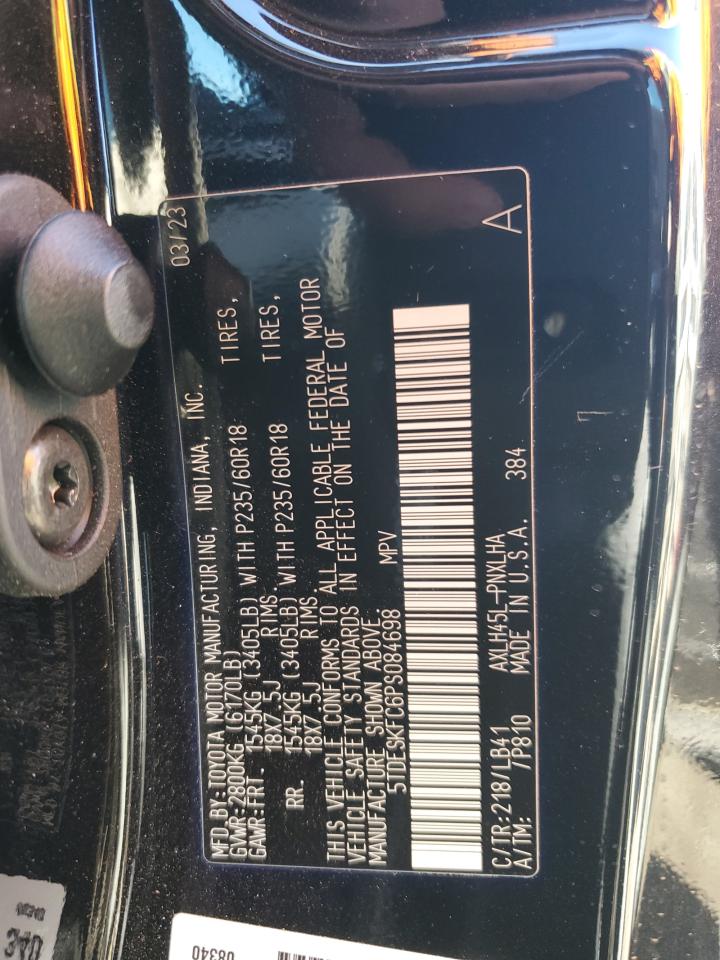 MFD.BY:TOYOTA MOTOR MANUFACTURING, INDIANA, INC. 03/23
GVWR:2800KG (6170LB)
GAWR:FRT. 1545KG (3405LB) WITH P235/60R18 TIRES,
18X7.5J RIMS.
RR. 1545KG (3405LB) WITH P235/60R18 TIRES,
18X7.5J RIMS.
THIS VEHICLE CONFORMS TO ALL APPLICABLE FEDERAL MOTOR
VEHICLE SAFETY STANDARDS IN EFFECT ON THE DATE OF
MANUFACTURE SHOWN ABOVE.
5TDESKFC6PS084698 MPV
C/TR:218/LB41 AXLH45L-PNXLHA
A/TM: /P810 MADE IN U.S.A. 384 A
08340